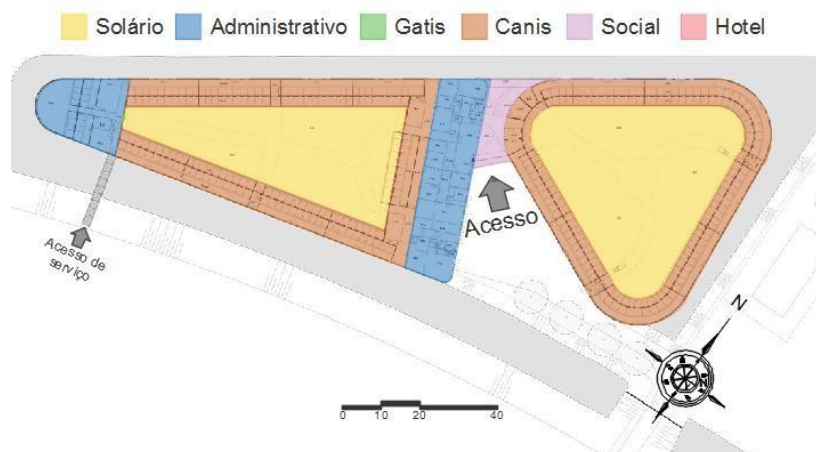 Solário Administrativo Gatis Canis Social Hotel
Acesso
Acesso de
serviço
N
0 10 20 40